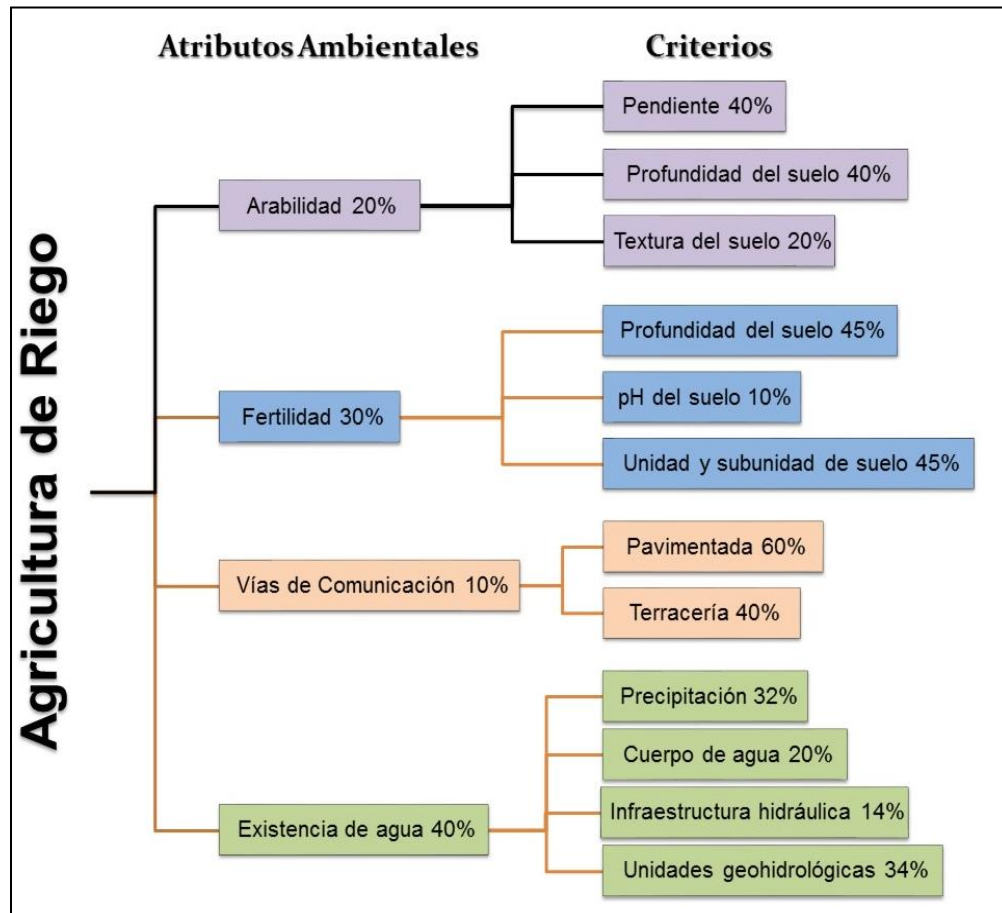 Atributos Ambientales
Criterios
Agricultura de Riego
Arabilidad 20%
Pendiente 40%
Profundidad del suelo 40%
Textura del suelo 20%
Fertilidad 30%
Profundidad del suelo 45%
pH del suelo 10%
Unidad y subunidad de suelo 45%
Vías de Comunicación 10%
Pavimentada 60%
Terracería 40%
Existencia de agua 40%
Precipitación 32%
Cuerpo de agua 20%
Infraestructura hidráulica 14%
Unidades geohidrológicas 34%